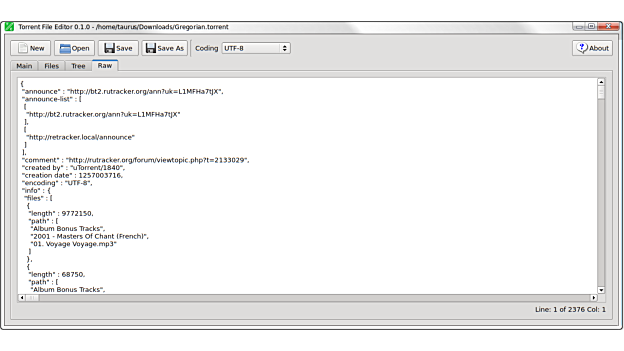 Torrent File Editor 0.1.0 - /home/taurus/Downloads/Gregorian.torrent
New Open Save Save As Coding UTF-8 About
Main Files Tree Raw
{
"announce" : "http://bt2.rutracker.org/ann?uk=L1MFHa7tJX",
"announce-list" : [
[
"http://bt2.rutracker.org/ann?uk=L1MFHa7tJX"
],
[
"http://retracker.local/announce"
]
],
"comment" : "http://rutracker.org/forum/viewtopic.php?t=2133029",
"created by" : "uTorrent/1840",
"creation date" : 1257003716,
"encoding" : "UTF-8",
"info" : {
"files" : [
{
"length" : 9772150,
"path" : [
"Album Bonus Tracks",
"2001 - Masters Of Chant (French)",
"01. Voyage Voyage.mp3"
]
},
{
"length" : 68750,
"path" : [
"Album Bonus Tracks",
Line: 1 of 2376 Col: 1